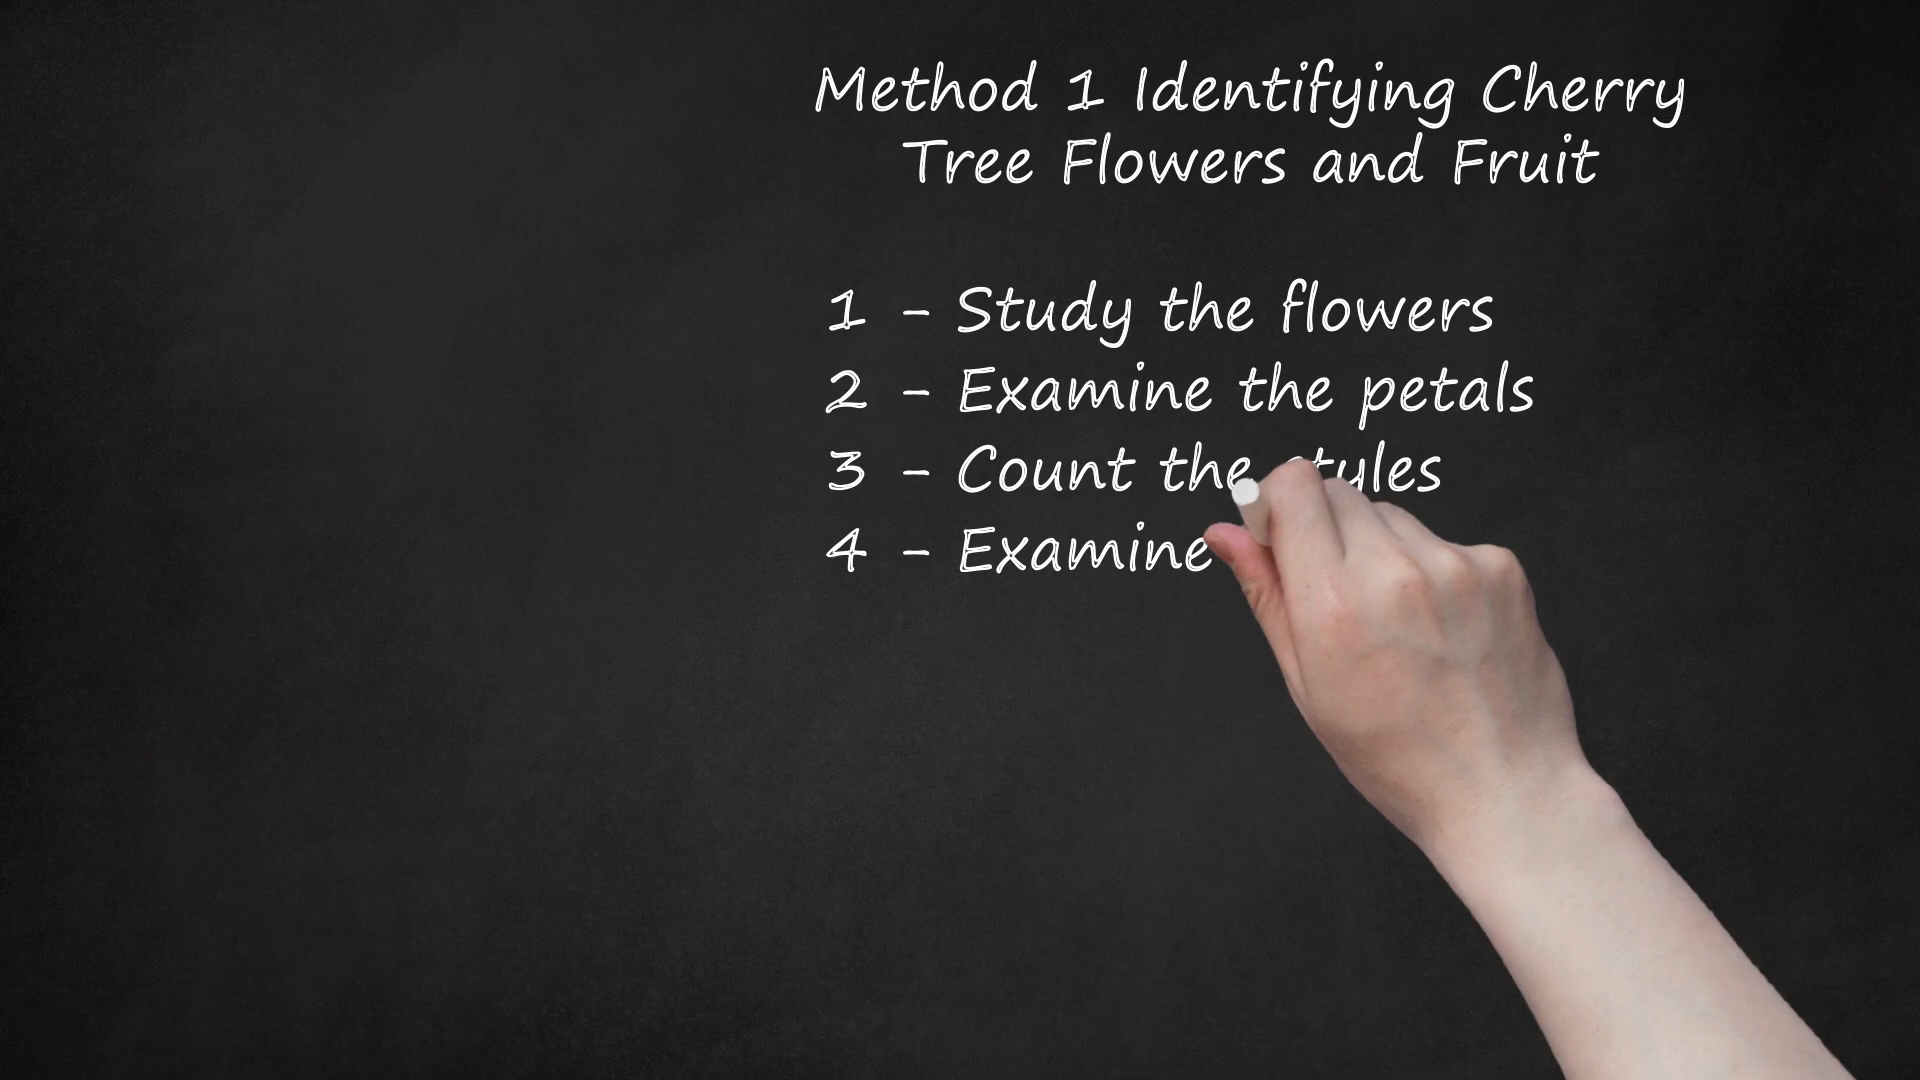 Method 1 Identifying Cherry
Tree Flowers and Fruit
1 - Study the flowers
2 - Examine the petals
3 - Count the styles
4 - Examine